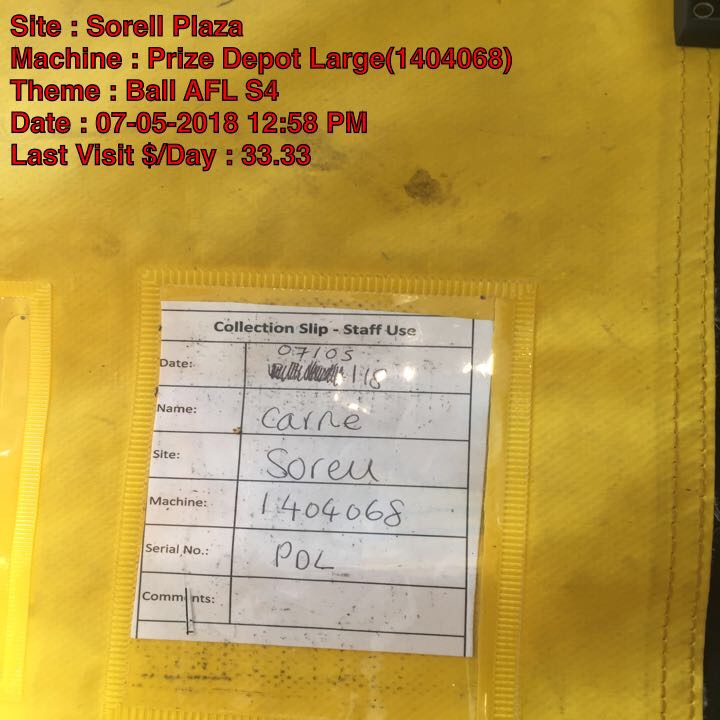 Site : Sorell Plaza
Machine : Prize Depot Large(1404068)
Theme : Ball AFL S4
Date : 07-05-2018 12:58 PM
Last Visit $/Day : 33.33
Collection Slip - Staff Use
Date: 07/05 /18
Name: Carne
Site: Sorell
Machine: 1404068
Serial No.: PDL
Comments: